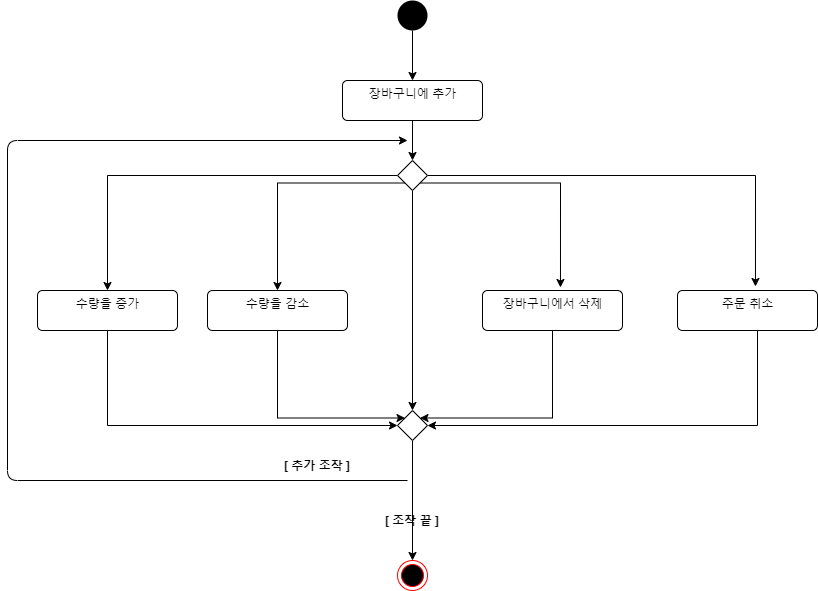 장바구니에 추가
수량을 증가
수량을 감소
장바구니에서 삭제
주문 취소
[ 추가 조작 ]
[ 조작 끝 ]